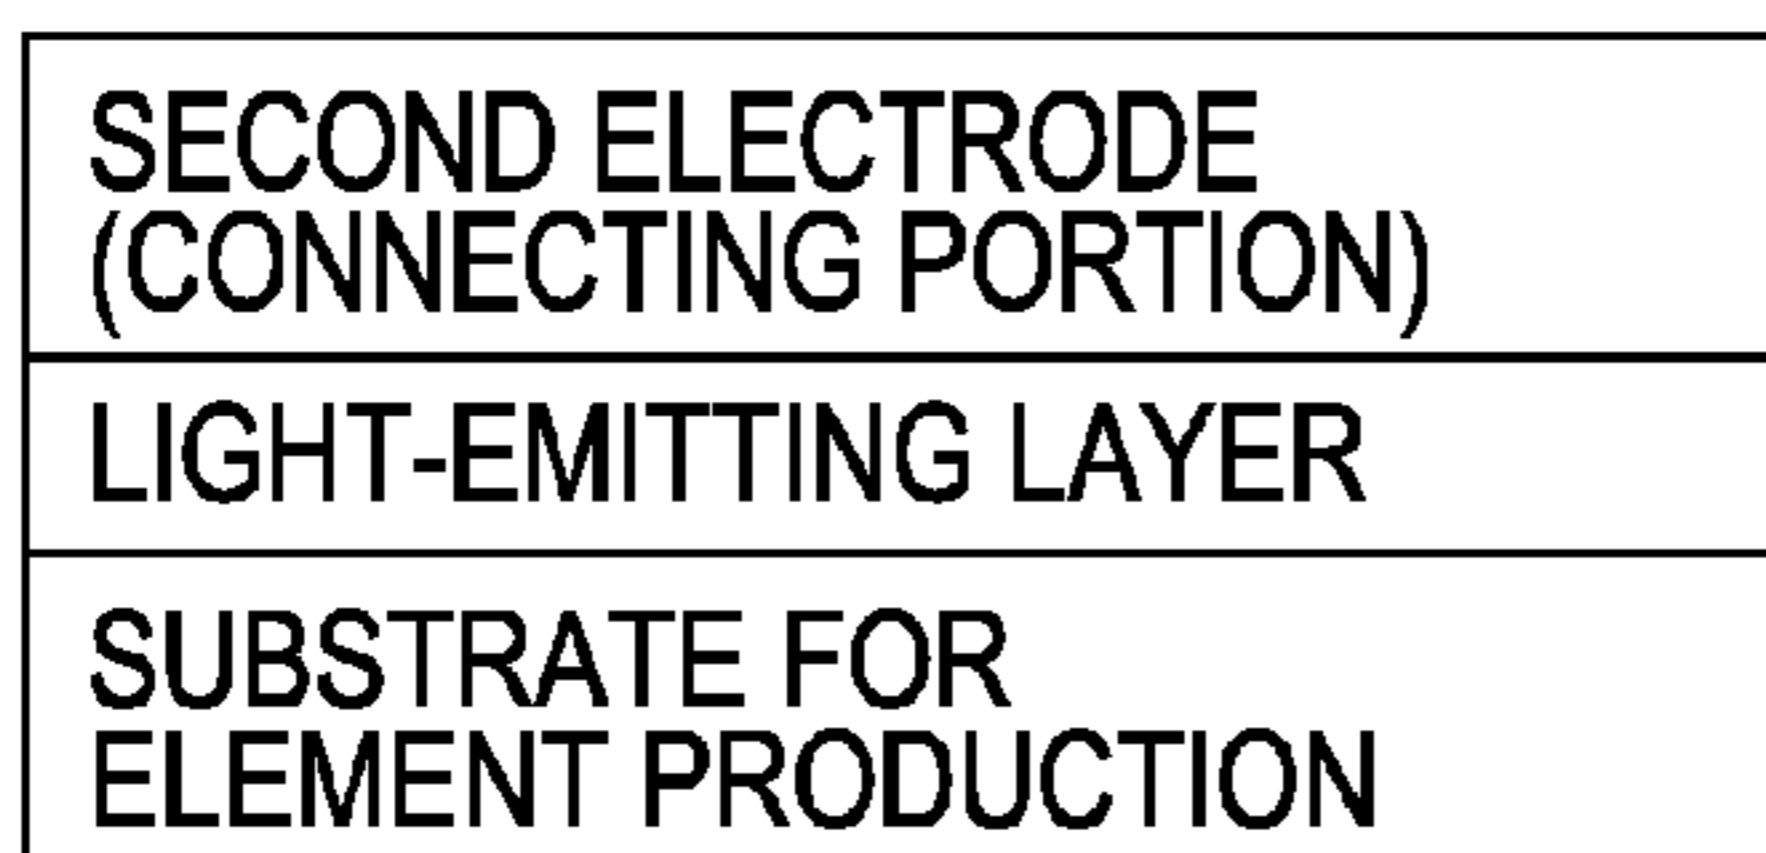 SECOND ELECTRODE
(CONNECTING PORTION)
LIGHT-EMITTING LAYER
SUBSTRATE FOR
ELEMENT PRODUCTION